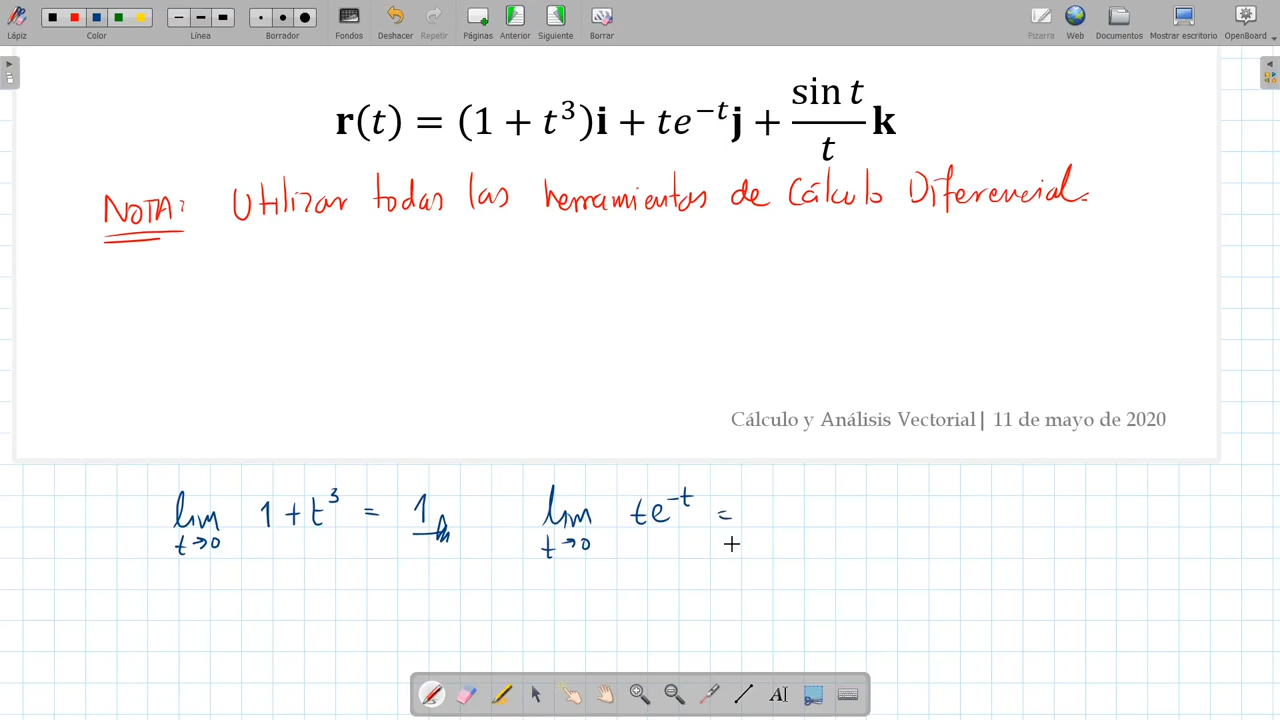 Lápiz Color Línea Borrador Fondos Deshacer Repetir Páginas Anterior Siguiente Borrar Pizarra Web Documentos Mostrar escritorio OpenBoard
r(t) = (1 + t³)i + te⁻ᵗj + sin t / t k
NOTA: Utilizar todas las herramientas de Cálculo Diferencial.
Cálculo y Análisis Vectorial| 11 de mayo de 2020
lim t→0 1 + t³ = 1 lim t→0 te⁻ᵗ =